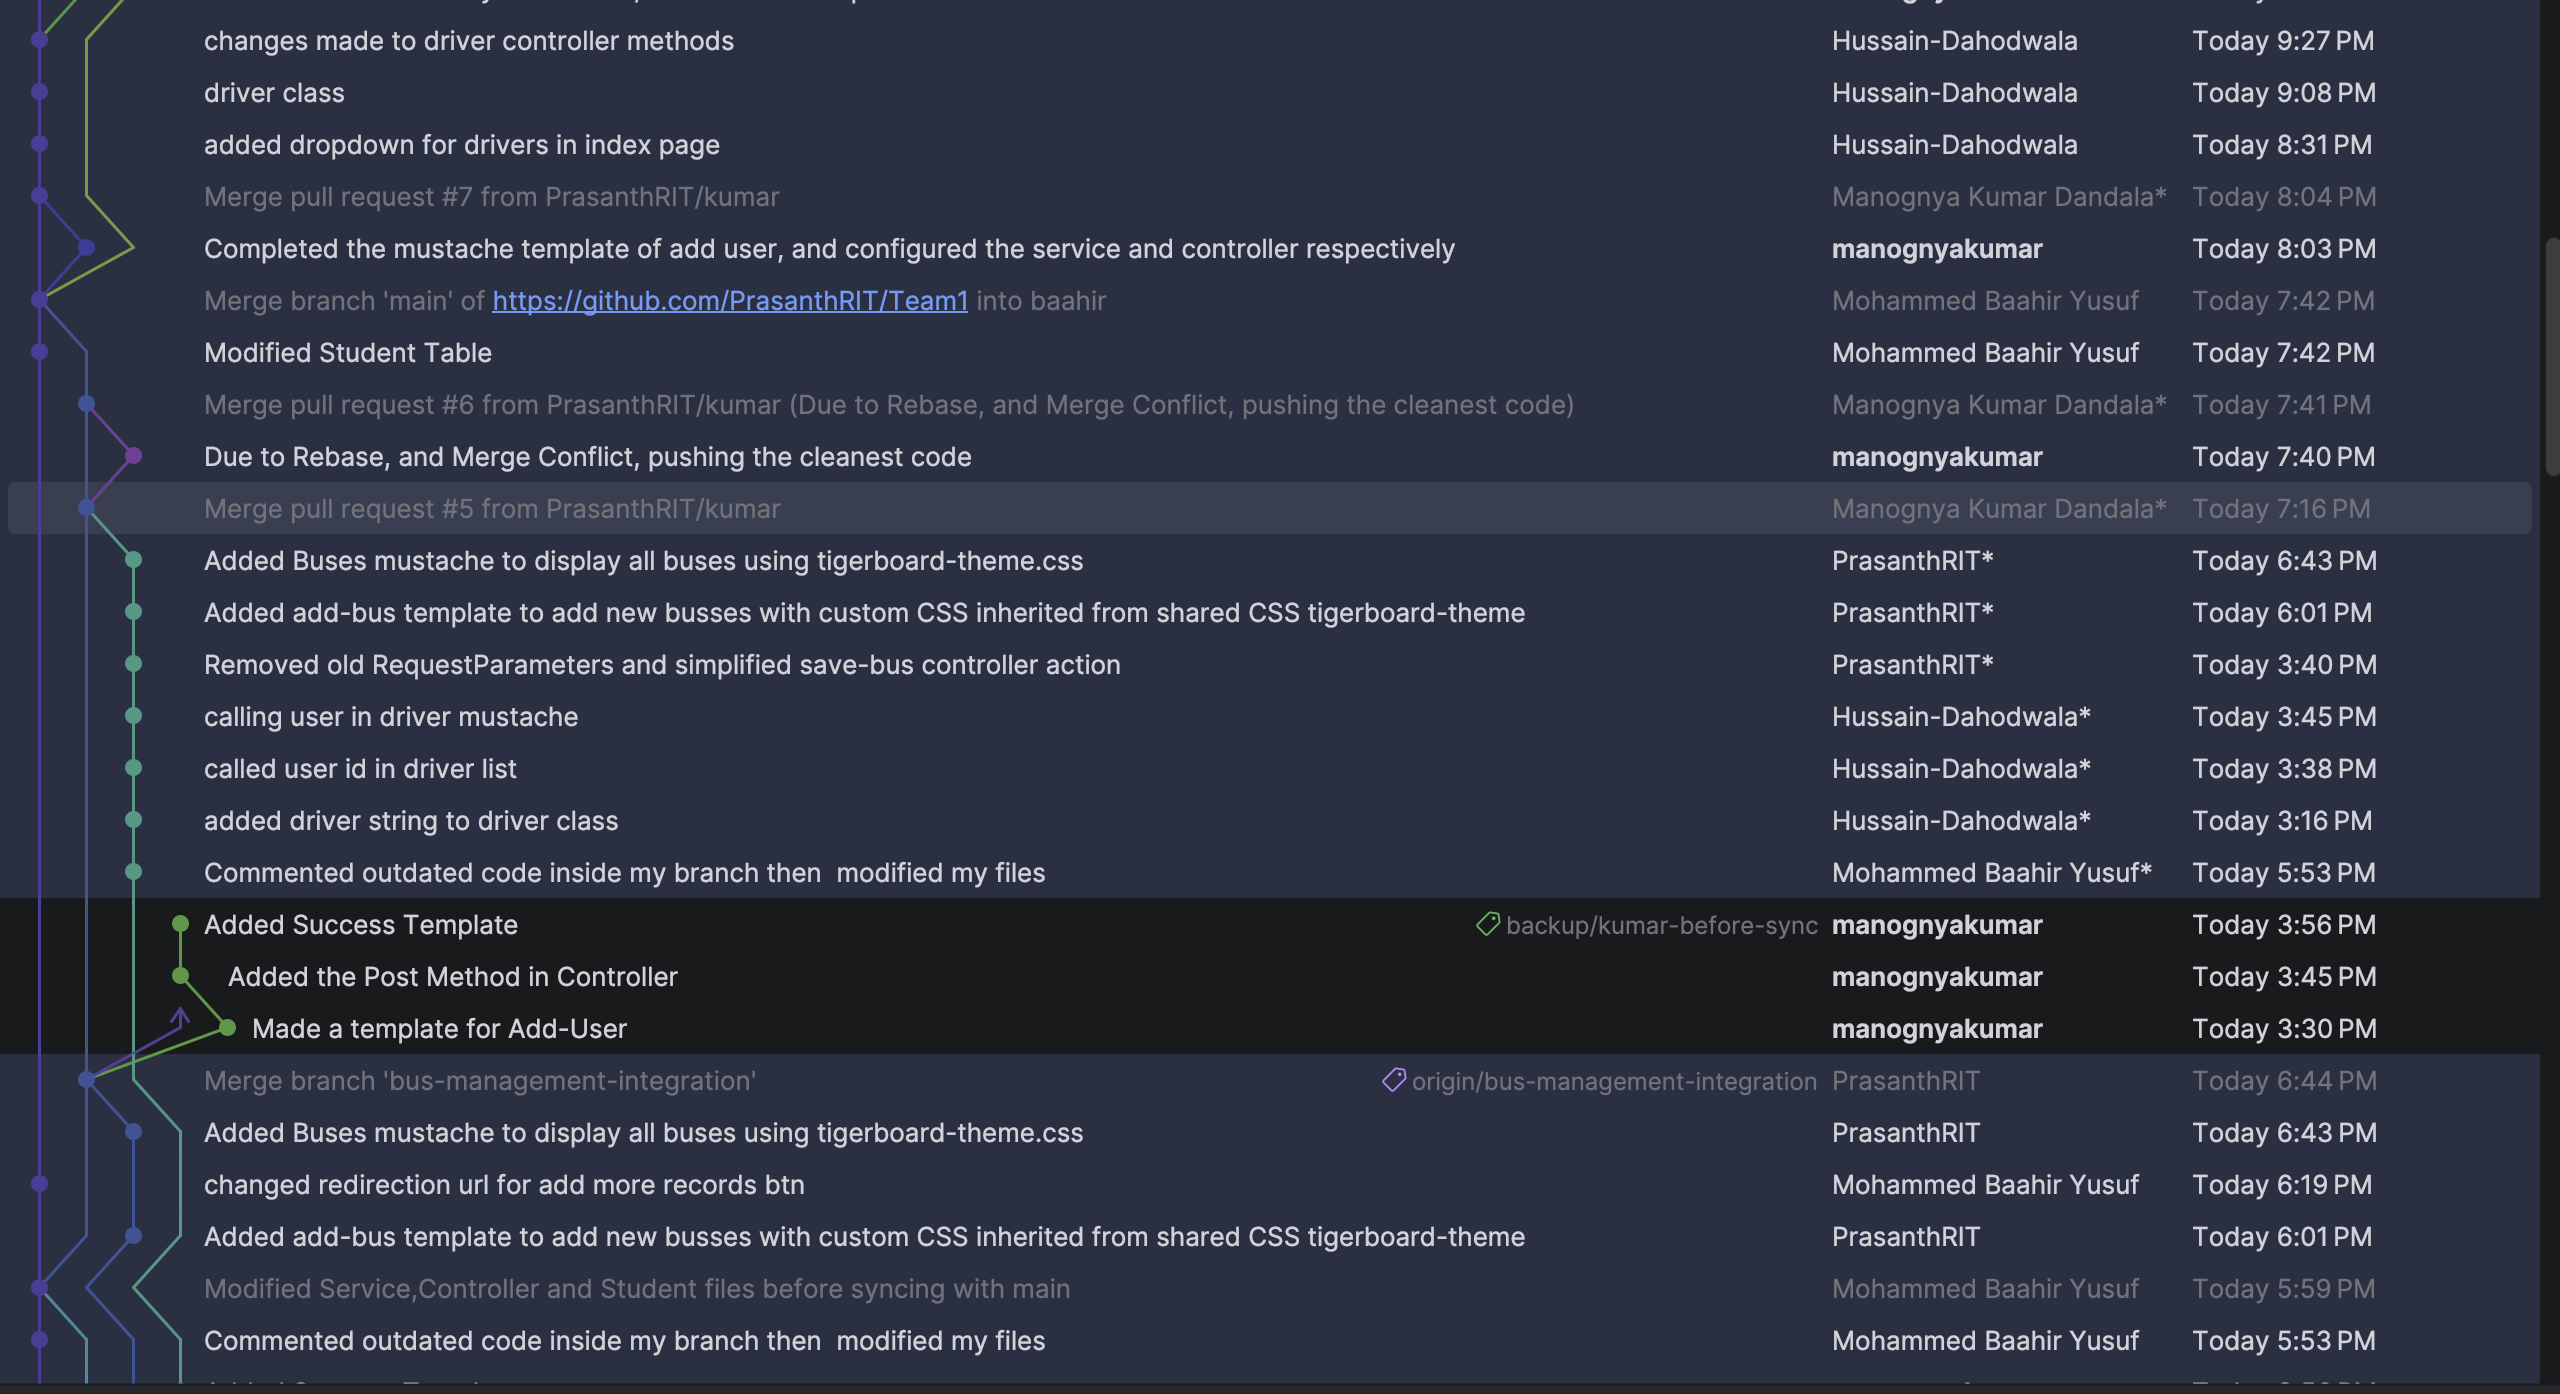 changes made to driver controller methods Hussain-Dahodwala Today 9:27 PM
driver class Hussain-Dahodwala Today 9:08 PM
added dropdown for drivers in index page Hussain-Dahodwala Today 8:31 PM
Merge pull request #7 from PrasanthRIT/kumar Manognya Kumar Dandala* Today 8:04 PM
Completed the mustache template of add user, and configured the service and controller respectively manognyakumar Today 8:03 PM
Merge branch 'main' of https://github.com/PrasanthRIT/Team1 into baahir Mohammed Baahir Yusuf Today 7:42 PM
Modified Student Table Mohammed Baahir Yusuf Today 7:42 PM
Merge pull request #6 from PrasanthRIT/kumar (Due to Rebase, and Merge Conflict, pushing the cleanest code) Manognya Kumar Dandala* Today 7:41 PM
Due to Rebase, and Merge Conflict, pushing the cleanest code manognyakumar Today 7:40 PM
Merge pull request #5 from PrasanthRIT/kumar Manognya Kumar Dandala* Today 7:16 PM
Added Buses mustache to display all buses using tigerboard-theme.css PrasanthRIT* Today 6:43 PM
Added add-bus template to add new busses with custom CSS inherited from shared CSS tigerboard-theme PrasanthRIT* Today 6:01 PM
Removed old RequestParameters and simplified save-bus controller action PrasanthRIT* Today 3:40 PM
calling user in driver mustache Hussain-Dahodwala* Today 3:45 PM
called user id in driver list Hussain-Dahodwala* Today 3:38 PM
added driver string to driver class Hussain-Dahodwala* Today 3:16 PM
Commented outdated code inside my branch then  modified my files Mohammed Baahir Yusuf* Today 5:53 PM
Added Success Template backup/kumar-before-sync manognyakumar Today 3:56 PM
Added the Post Method in Controller manognyakumar Today 3:45 PM
Made a template for Add-User manognyakumar Today 3:30 PM
Merge branch 'bus-management-integration' origin/bus-management-integration PrasanthRIT Today 6:44 PM
Added Buses mustache to display all buses using tigerboard-theme.css PrasanthRIT Today 6:43 PM
changed redirection url for add more records btn Mohammed Baahir Yusuf Today 6:19 PM
Added add-bus template to add new busses with custom CSS inherited from shared CSS tigerboard-theme PrasanthRIT Today 6:01 PM
Modified Service,Controller and Student files before syncing with main Mohammed Baahir Yusuf Today 5:59 PM
Commented outdated code inside my branch then  modified my files Mohammed Baahir Yusuf Today 5:53 PM